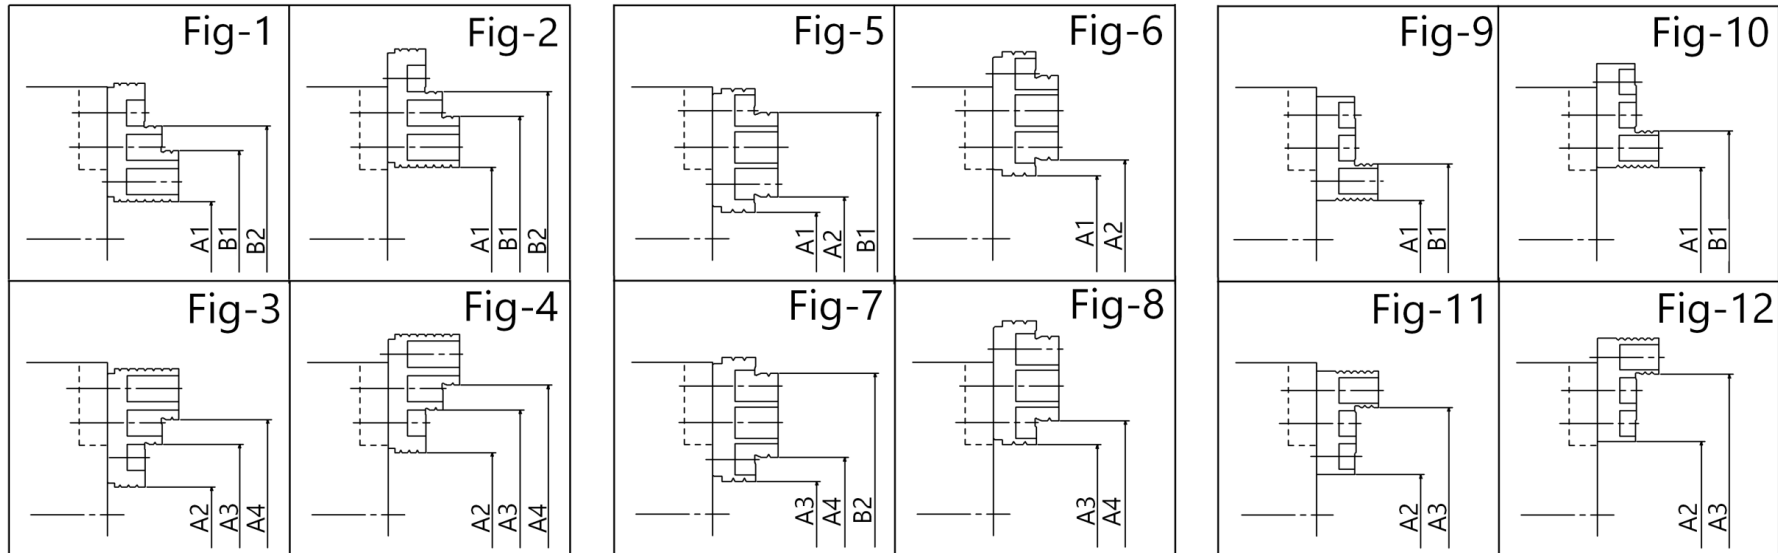 Fig-1
A1
B1
B2
Fig-2
A1
B1
B2
Fig-5
A1
A2
B1
Fig-6
A1
A2
Fig-9
A1
B1
Fig-10
A1
B1
Fig-3
A2
A3
A4
Fig-4
A2
A3
A4
Fig-7
A3
A4
B2
Fig-8
A3
A4
Fig-11
A2
A3
Fig-12
A2
A3